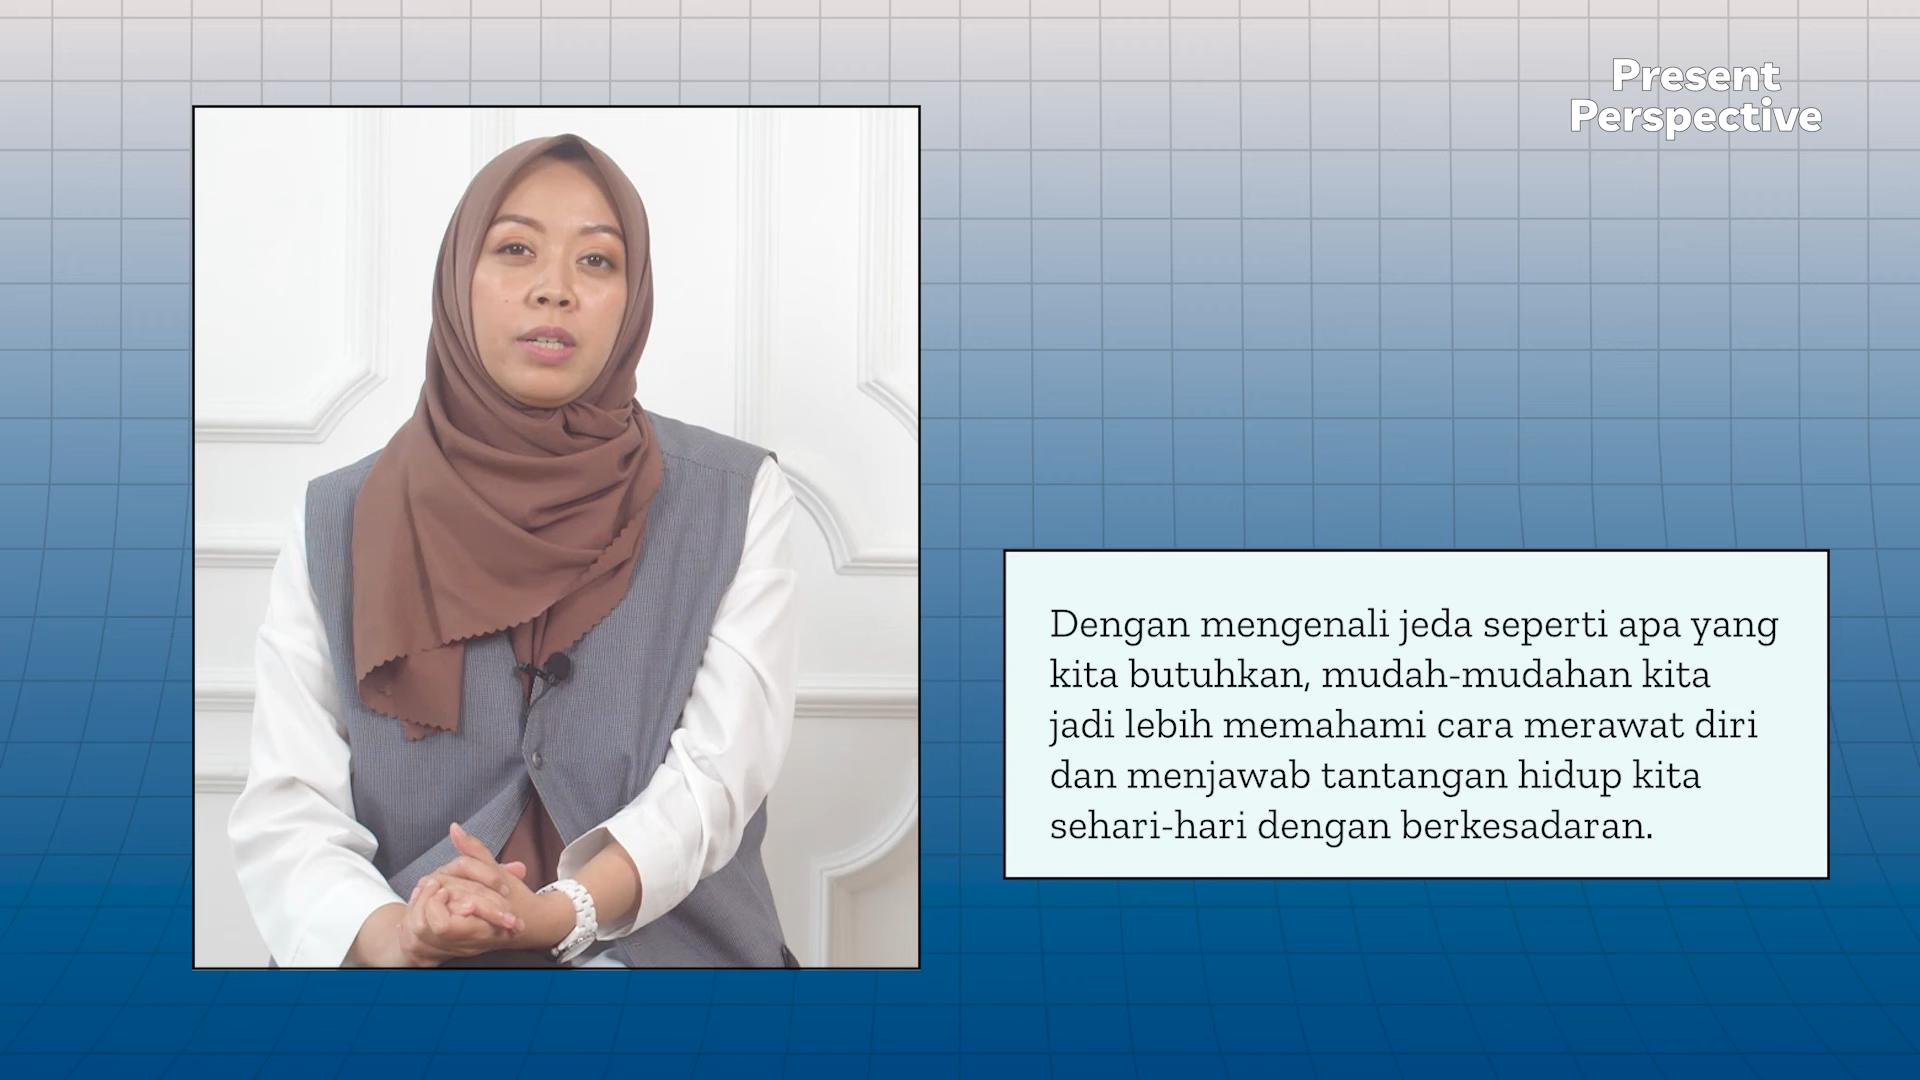 Present
Perspective
Dengan mengenali jeda seperti apa yang
kita butuhkan, mudah-mudahan kita
jadi lebih memahami cara merawat diri
dan menjawab tantangan hidup kita
sehari-hari dengan berkesadaran.